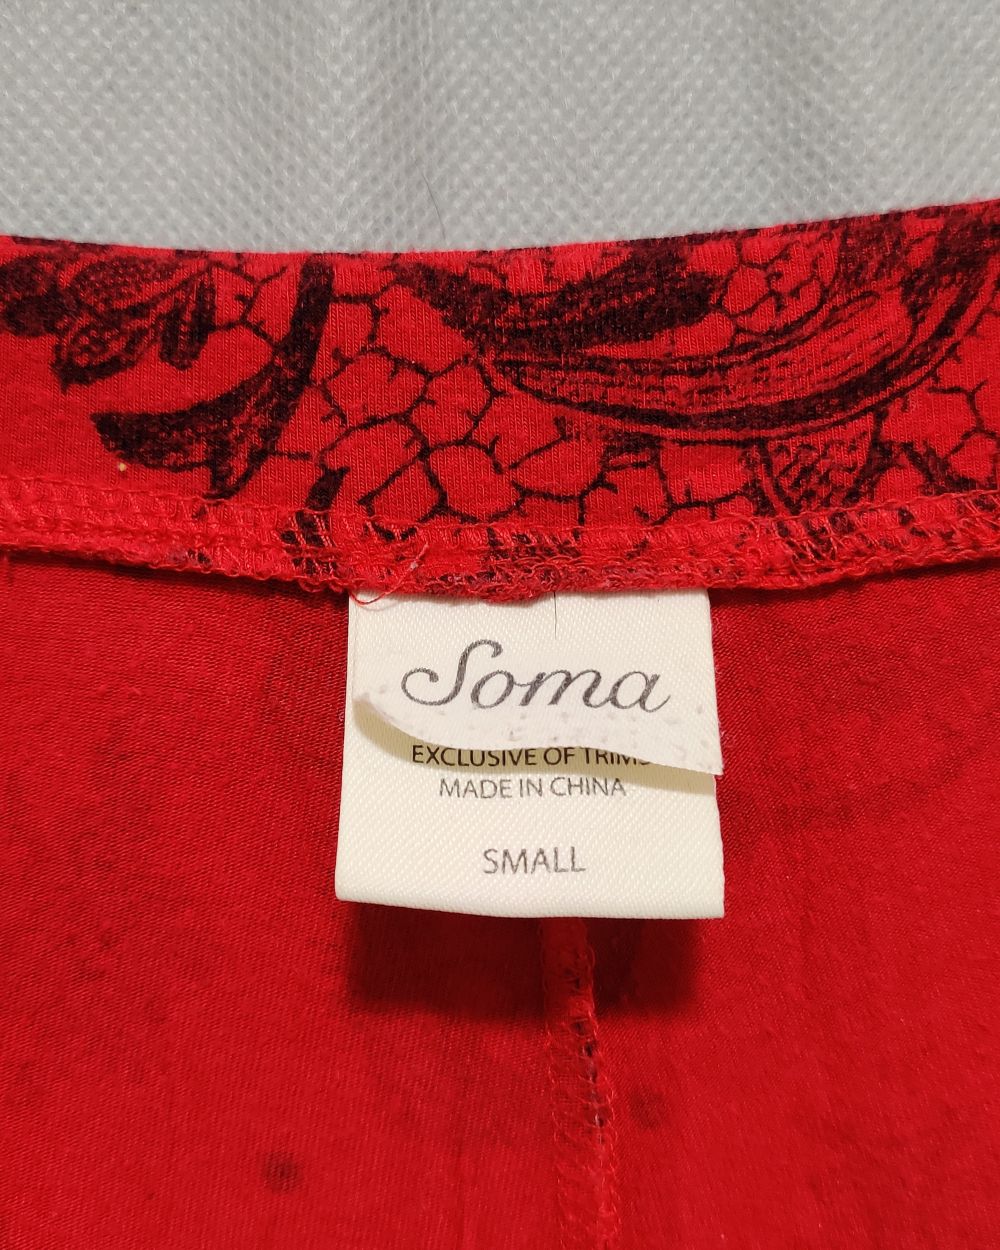 Soma
EXCLUSIVE OF TRIMS
MADE IN CHINA
SMALL